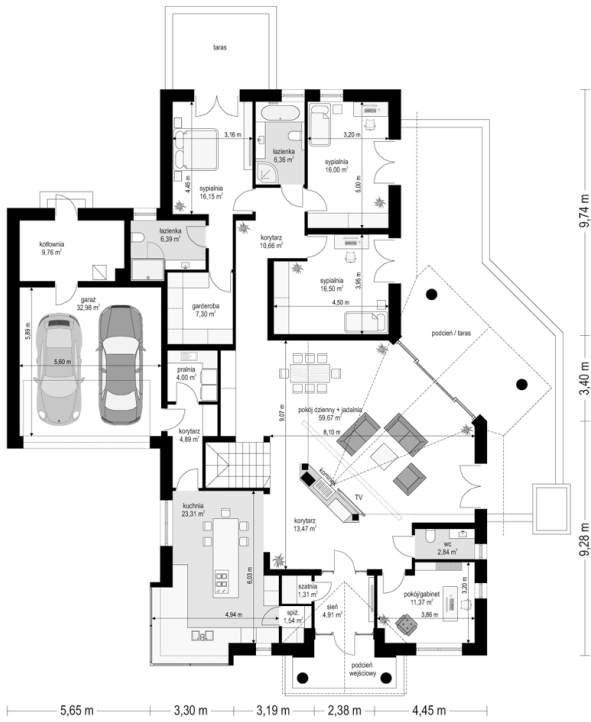 taras
3,16 m
4,45 m
sypialnia
16,15 m²
łazienka
6,36 m²
3,20 m
sypialnia
16,00 m²
5,00 m
9,74 m
kotłownia
9,76 m²
łazienka
6,39 m²
korytarz
10,66 m²
garderoba
7,30 m²
sypialnia
16,50 m²
3,95 m
4,50 m
garaż
32,98 m²
5,89 m
5,60 m
podcień / taras
3,40 m
pralnia
4,00 m²
korytarz
4,89 m²
9,07 m
pokój dzienny + jadalnia
59,67 m²
8,10 m
kominek
TV
korytarz
13,47 m²
kuchnia
23,31 m²
6,03 m
4,94 m
wc
2,84 m²
9,28 m
szatnia
1,31 m²
spiż.
1,54 m²
sień
4,91 m²
pokój/gabinet
11,37 m²
3,20 m
3,66 m
podcień
wejściowy
5,65 m
3,30 m
3,19 m
2,38 m
4,45 m